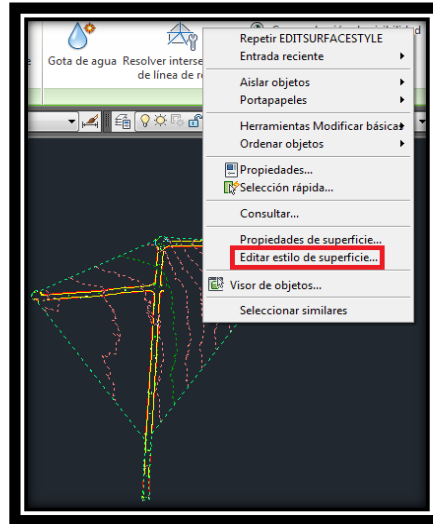 Repetir EDITSURFACESTYLE
Entrada reciente
Gota de agua Resolver interse
de línea de r
Aislar objetos
Portapapeles
Herramientas Modificar básicas
Ordenar objetos
Propiedades...
Selección rápida...
Consultar...
Propiedades de superficie...
Editar estilo de superficie...
Visor de objetos...
Seleccionar similares